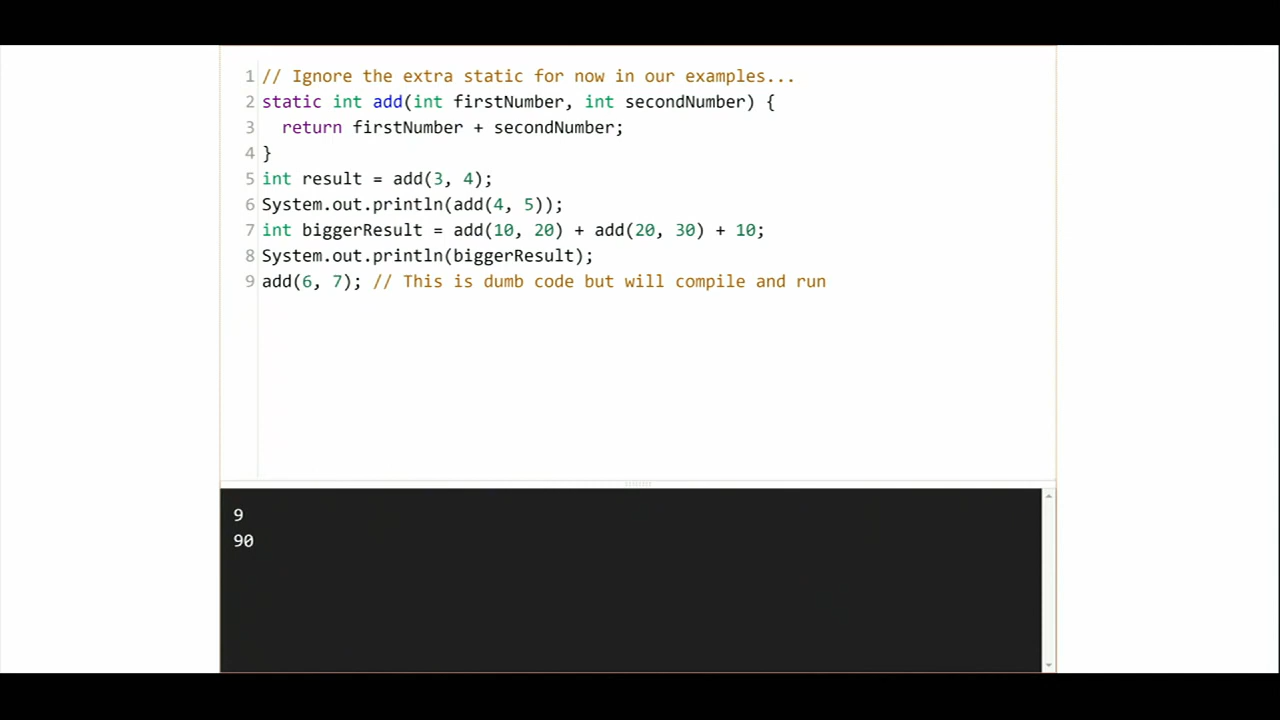 1 // Ignore the extra static for now in our examples...
2 static int add(int firstNumber, int secondNumber) {
3   return firstNumber + secondNumber;
4 }
5 int result = add(3, 4);
6 System.out.println(add(4, 5));
7 int biggerResult = add(10, 20) + add(20, 30) + 10;
8 System.out.println(biggerResult);
9 add(6, 7); // This is dumb code but will compile and run
9
90